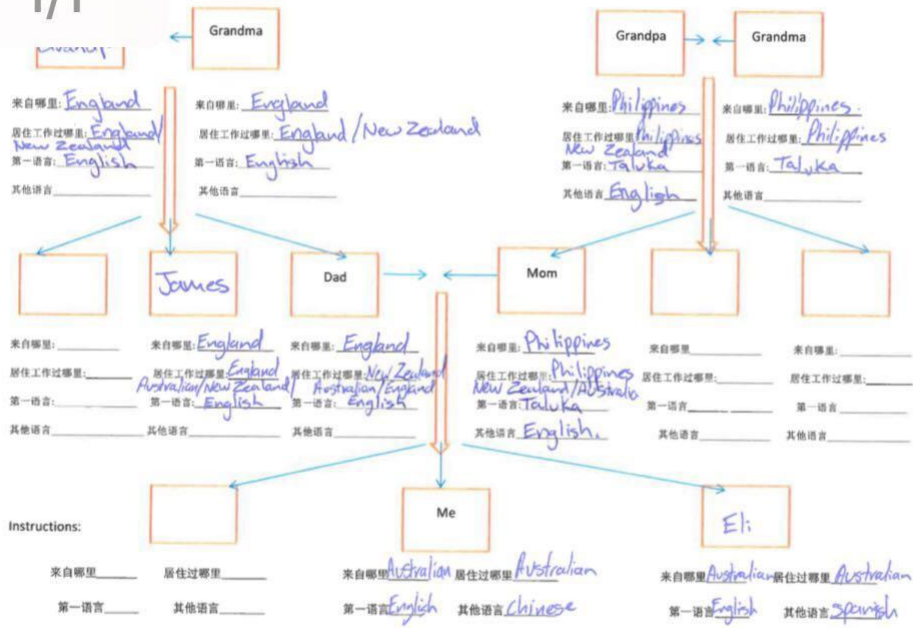 1/1
Grandma
Grandpa
Grandma
来自哪里: England
来自哪里: England
来自哪里: Philippines
来自哪里: Philippines.
居住工作过哪里: England/
New Zealand
居住工作过哪里: England/New Zealand
居住工作过哪里 Philippines
New Zealand
居住工作过哪里: Philippines
第一语言: English
第一语言: English
第一语言: Taluka
第一语言: Taluka
其他语言
其他语言
其他语言 English
其他语言
James
Dad
Mom
来自哪里:
来自哪里: England
来自哪里: England
来自哪里: Philippines
来自哪里
来自哪里:
居住工作过哪里:
居住工作过哪里: England
Australian/New Zealand/
居住工作过哪里: New Zealand
Australian/England
居住工作过哪里: Philippines
New Zealand/Australia
居住工作过哪里:
居住工作过哪里:
第一语言:
第一语言: English
第一语言: English
第一语言: Taluka
第一语言
第一语言
其他语言
其他语言
其他语言
其他语言 English.
其他语言
其他语言
Me
Eli
Instructions:
来自哪里 居住过哪里
来自哪里 Australian 居住过哪里 Australian
来自哪里 Australian 居住过哪里 Australian
第一语言 其他语言
第一语言 English 其他语言 Chinese
第一语言 English 其他语言 spanish